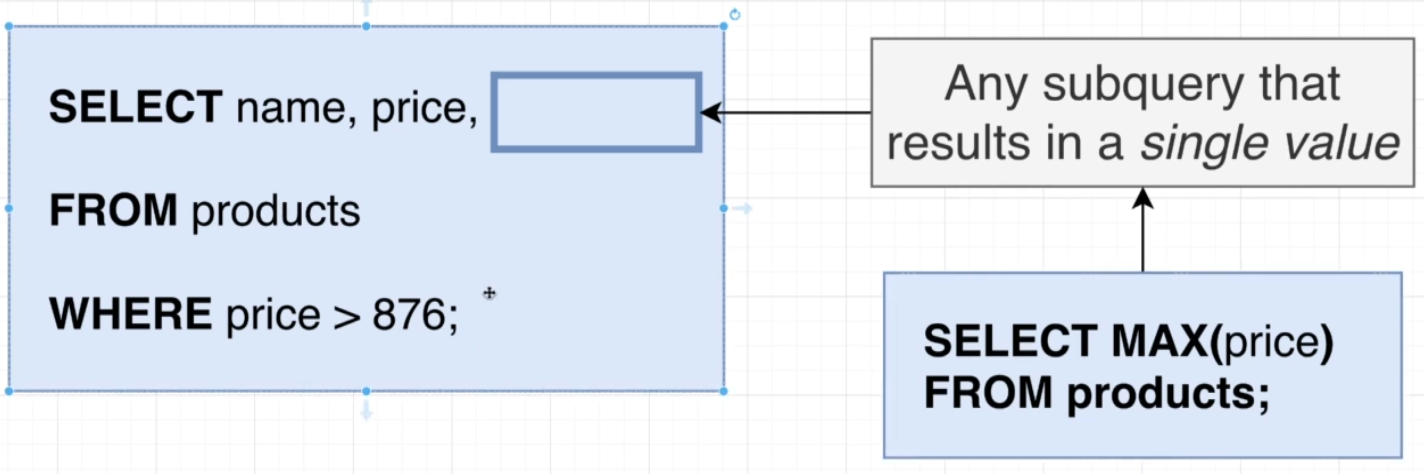 SELECT name, price,
FROM products
WHERE price > 876;
Any subquery that
results in a single value
SELECT MAX(price)
FROM products;